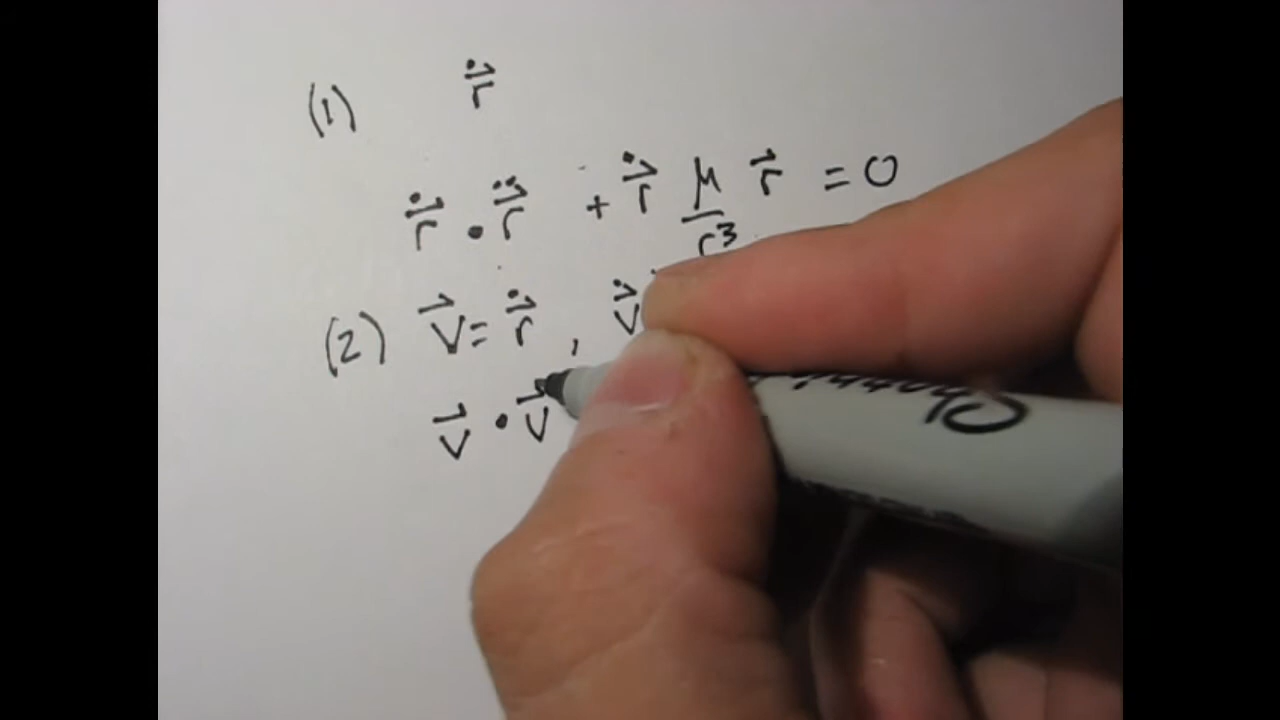 (1) ṙ⃗
ṙ⃗ • r̈⃗ + ṙ⃗ μ/r³ r⃗ = 0
(2) v⃗ = ṙ⃗ , v̇⃗
v⃗ • v⃗